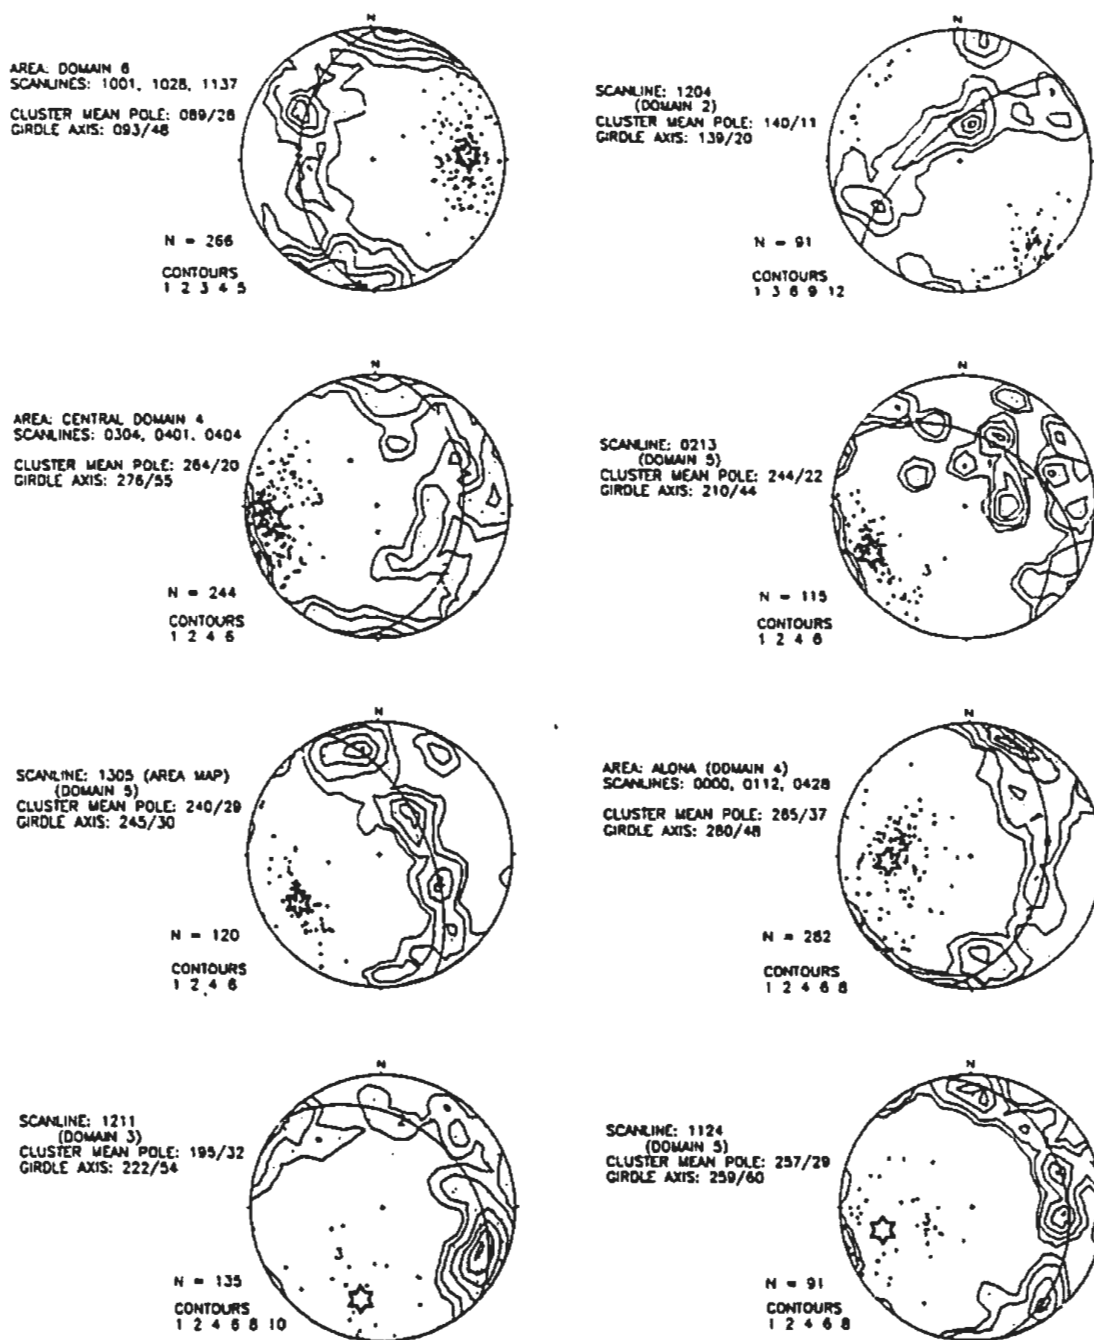 N
AREA: DOMAIN 6
SCANLINES: 1001, 1028, 1137
CLUSTER MEAN POLE: 089/28
GIRDLE AXIS: 093/48
3
N = 266
CONTOURS
1 2 3 4 5
N
SCANLINE: 1204
(DOMAIN 2)
CLUSTER MEAN POLE: 140/11
GIRDLE AXIS: 139/20
N = 91
CONTOURS
1 3 6 9 12
N
AREA: CENTRAL DOMAIN 4
SCANLINES: 0304, 0401, 0404
CLUSTER MEAN POLE: 264/20
GIRDLE AXIS: 276/55
3
N = 244
CONTOURS
1 2 4 6
N
SCANLINE: 0213
(DOMAIN 5)
CLUSTER MEAN POLE: 244/22
GIRDLE AXIS: 210/44
3
N = 115
CONTOURS
1 2 4 6
N
SCANLINE: 1305 (AREA MAP)
(DOMAIN 5)
CLUSTER MEAN POLE: 240/29
GIRDLE AXIS: 245/30
N = 120
CONTOURS
1 2 4 6
N
AREA: ALONA (DOMAIN 4)
SCANLINES: 0000, 0112, 0428
CLUSTER MEAN POLE: 265/37
GIRDLE AXIS: 280/48
N = 282
CONTOURS
1 2 4 6 8
N
SCANLINE: 1211
(DOMAIN 3)
CLUSTER MEAN POLE: 195/32
GIRDLE AXIS: 222/54
3
N = 135
CONTOURS
1 2 4 6 8 10
N
SCANLINE: 1124
(DOMAIN 5)
CLUSTER MEAN POLE: 257/29
GIRDLE AXIS: 259/60
3
N = 91
CONTOURS
1 2 4 6 8